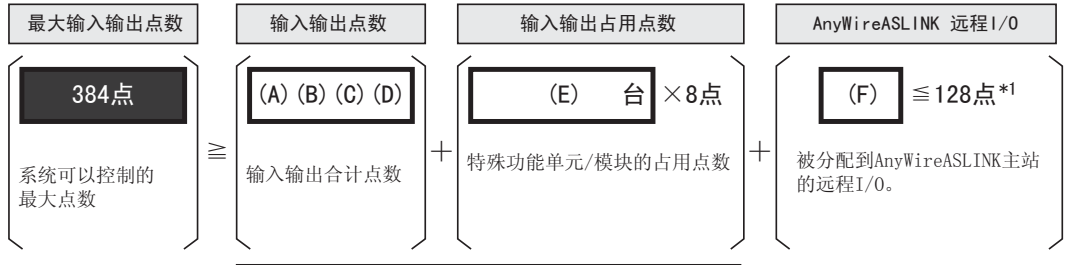 最大输入输出点数
输入输出点数
输入输出占用点数
AnyWireASLINK 远程I/O
384点
≧
(A)(B)(C)(D)
+
(E) 台 ×8点
+
(F) ≦128点*1
系统可以控制的
最大点数
输入输出合计点数
特殊功能单元/模块的占用点数
被分配到AnyWireASLINK主站
的远程I/O。